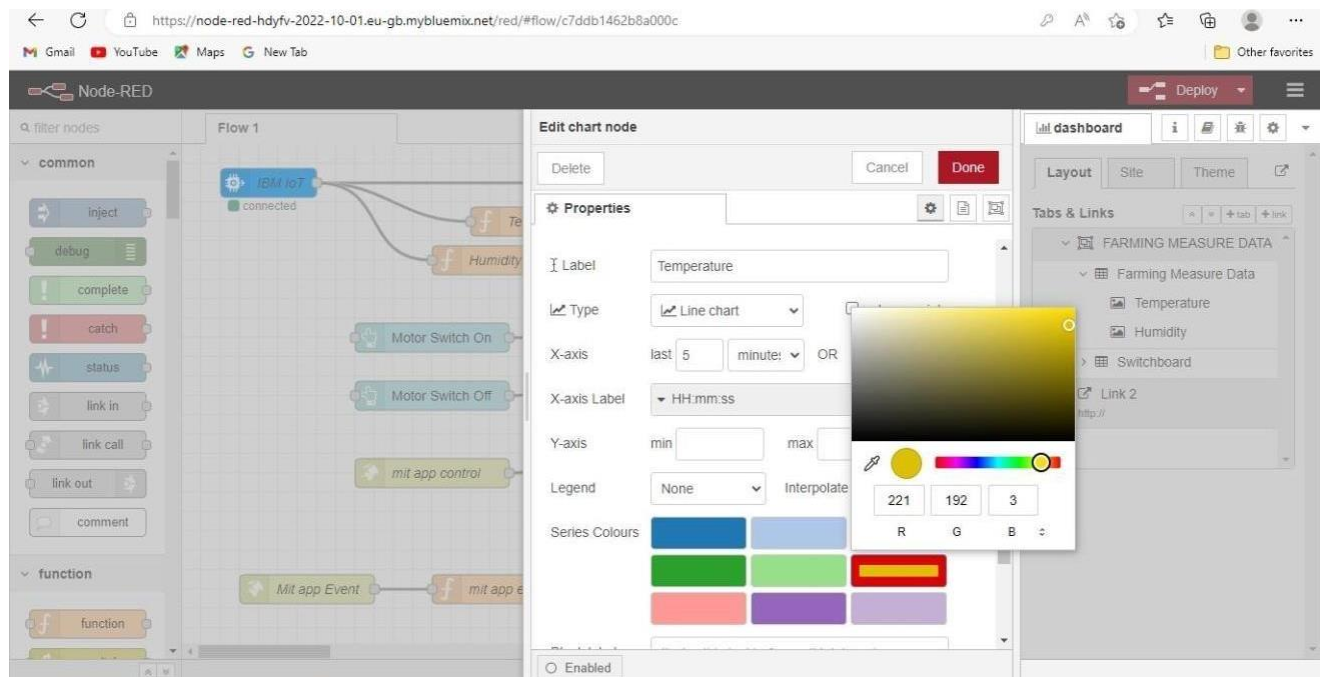 https://node-red-hdyfv-2022-10-01.eu-gb.mybluemix.net/red/#flow/c7ddb1462b8a000c
Gmail YouTube Maps New Tab Other favorites
Node-RED Deploy
filter nodes
common
inject
debug
complete
catch
status
link in
link call
link out
comment
function
function
Flow 1
IBM IoT
connected
Te
Humidity
Motor Switch On
Motor Switch Off
mit app control
Mit app Event mit app e
Edit chart node
Delete Cancel Done
Properties
Label Temperature
Type Line chart
X-axis last 5 minute OR
X-axis Label HH:mm:ss
Y-axis min max
Legend None Interpolate
Series Colours
221 192 3
R G B
Enabled
dashboard i
Layout Site Theme
Tabs & Links + tab + link
FARMING MEASURE DATA
Farming Measure Data
Temperature
Humidity
Switchboard
Link 2
http://